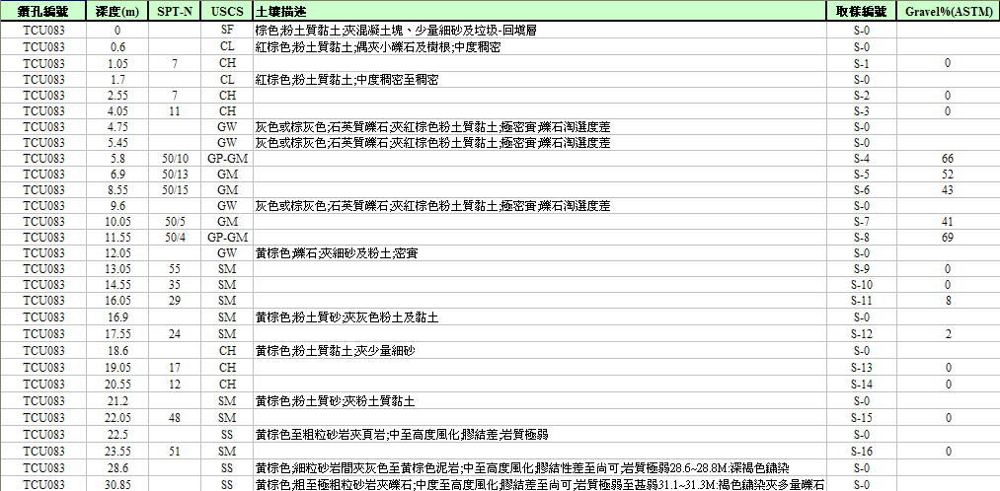 鑽孔編號 深度(m) SPT-N USCS 土壤描述 取樣編號 Gravel%(ASTM)
TCU083 0 SF 棕色;粉土質黏土;夾混凝土塊、少量細砂及垃圾-回填層 S-0
TCU083 0.6 CL 紅棕色;粉土質黏土;偶夾小礫石及樹根;中度稠密 S-0
TCU083 1.05 7 CH S-1 0
TCU083 1.7 CL 紅棕色;粉土質黏土;中度稠密至稠密 S-0
TCU083 2.55 7 CH S-2 0
TCU083 4.05 11 CH S-3 0
TCU083 4.75 GW 灰色或棕灰色;石英質礫石;夾紅棕色粉土質黏土;極密實;礫石淘選度差 S-0
TCU083 5.45 GW 灰色或棕灰色;石英質礫石;夾紅棕色粉土質黏土;極密實;礫石淘選度差 S-0
TCU083 5.8 50/10 GP-GM S-4 66
TCU083 6.9 50/13 GM S-5 52
TCU083 8.55 50/15 GM S-6 43
TCU083 9.6 GW 灰色或棕灰色;石英質礫石;夾紅棕色粉土質黏土;極密實;礫石淘選度差 S-0
TCU083 10.05 50/5 GM S-7 41
TCU083 11.55 50/4 GP-GM S-8 69
TCU083 12.05 GW 黃棕色;礫石;夾細砂及粉土;密實 S-0
TCU083 13.05 55 SM S-9 0
TCU083 14.55 35 SM S-10 0
TCU083 16.05 29 SM S-11 8
TCU083 16.9 SM 黃棕色;粉土質砂;夾灰色粉土及黏土 S-0
TCU083 17.55 24 SM S-12 2
TCU083 18.6 CH 黃棕色;粉土質黏土;夾少量細砂 S-0
TCU083 19.05 17 CH S-13 0
TCU083 20.55 12 CH S-14 0
TCU083 21.2 SM 黃棕色;粉土質砂;夾粉土質黏土 S-0
TCU083 22.05 48 SM S-15 0
TCU083 22.5 SS 黃棕色至粗粒砂岩夾頁岩;中至高度風化;膠結差;岩質極弱 S-0
TCU083 23.55 51 SM S-16 0
TCU083 28.6 SS 黃棕色;細粒砂岩間夾灰色至黃棕色泥岩;中至高度風化;膠結性差至尚可;岩質極弱28.6~28.8M:深褐色鏽染 S-0
TCU083 30.85 SS 黃棕色;粗至極粗粒砂岩夾礫石;中度至高度風化;膠結差至尚可;岩質極弱至甚弱31.1~31.3M:褐色鏽染夾多量礫石 S-0